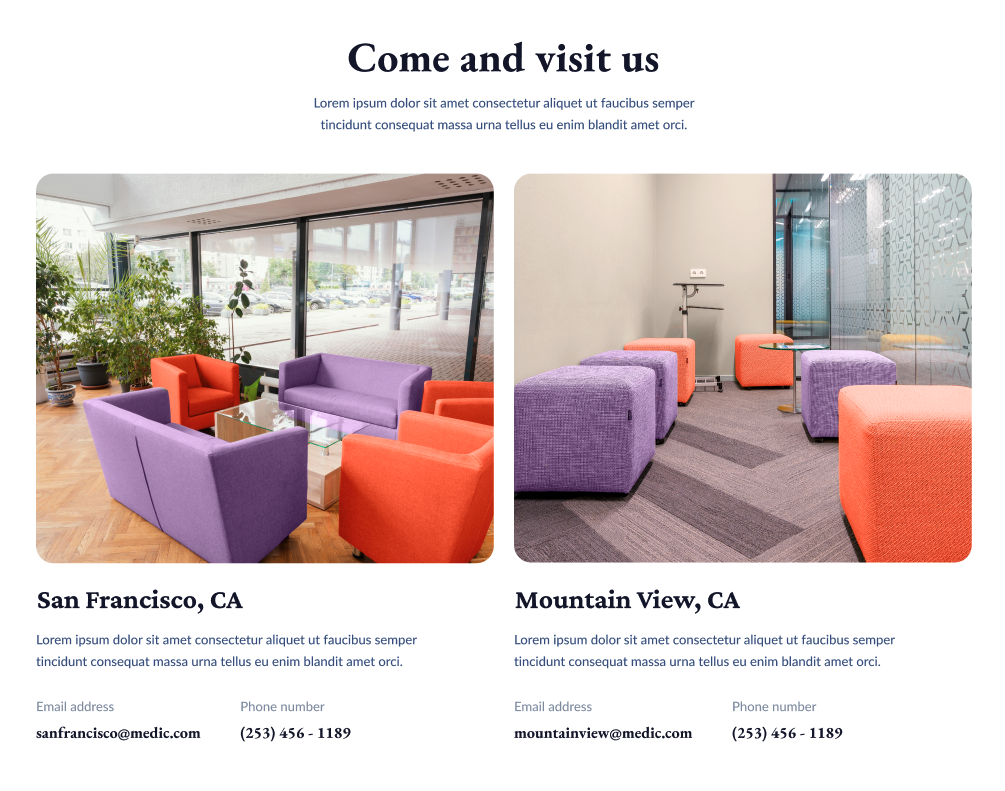 Come and visit us
Lorem ipsum dolor sit amet consectetur aliquet ut faucibus semper
tincidunt consequat massa urna tellus eu enim blandit amet orci.
San Francisco, CA
Lorem ipsum dolor sit amet consectetur aliquet ut faucibus semper
tincidunt consequat massa urna tellus eu enim blandit amet orci.
Email address
Phone number
sanfrancisco@medic.com
(253) 456 - 1189
Mountain View, CA
Lorem ipsum dolor sit amet consectetur aliquet ut faucibus semper
tincidunt consequat massa urna tellus eu enim blandit amet orci.
Email address
Phone number
mountainview@medic.com
(253) 456 - 1189